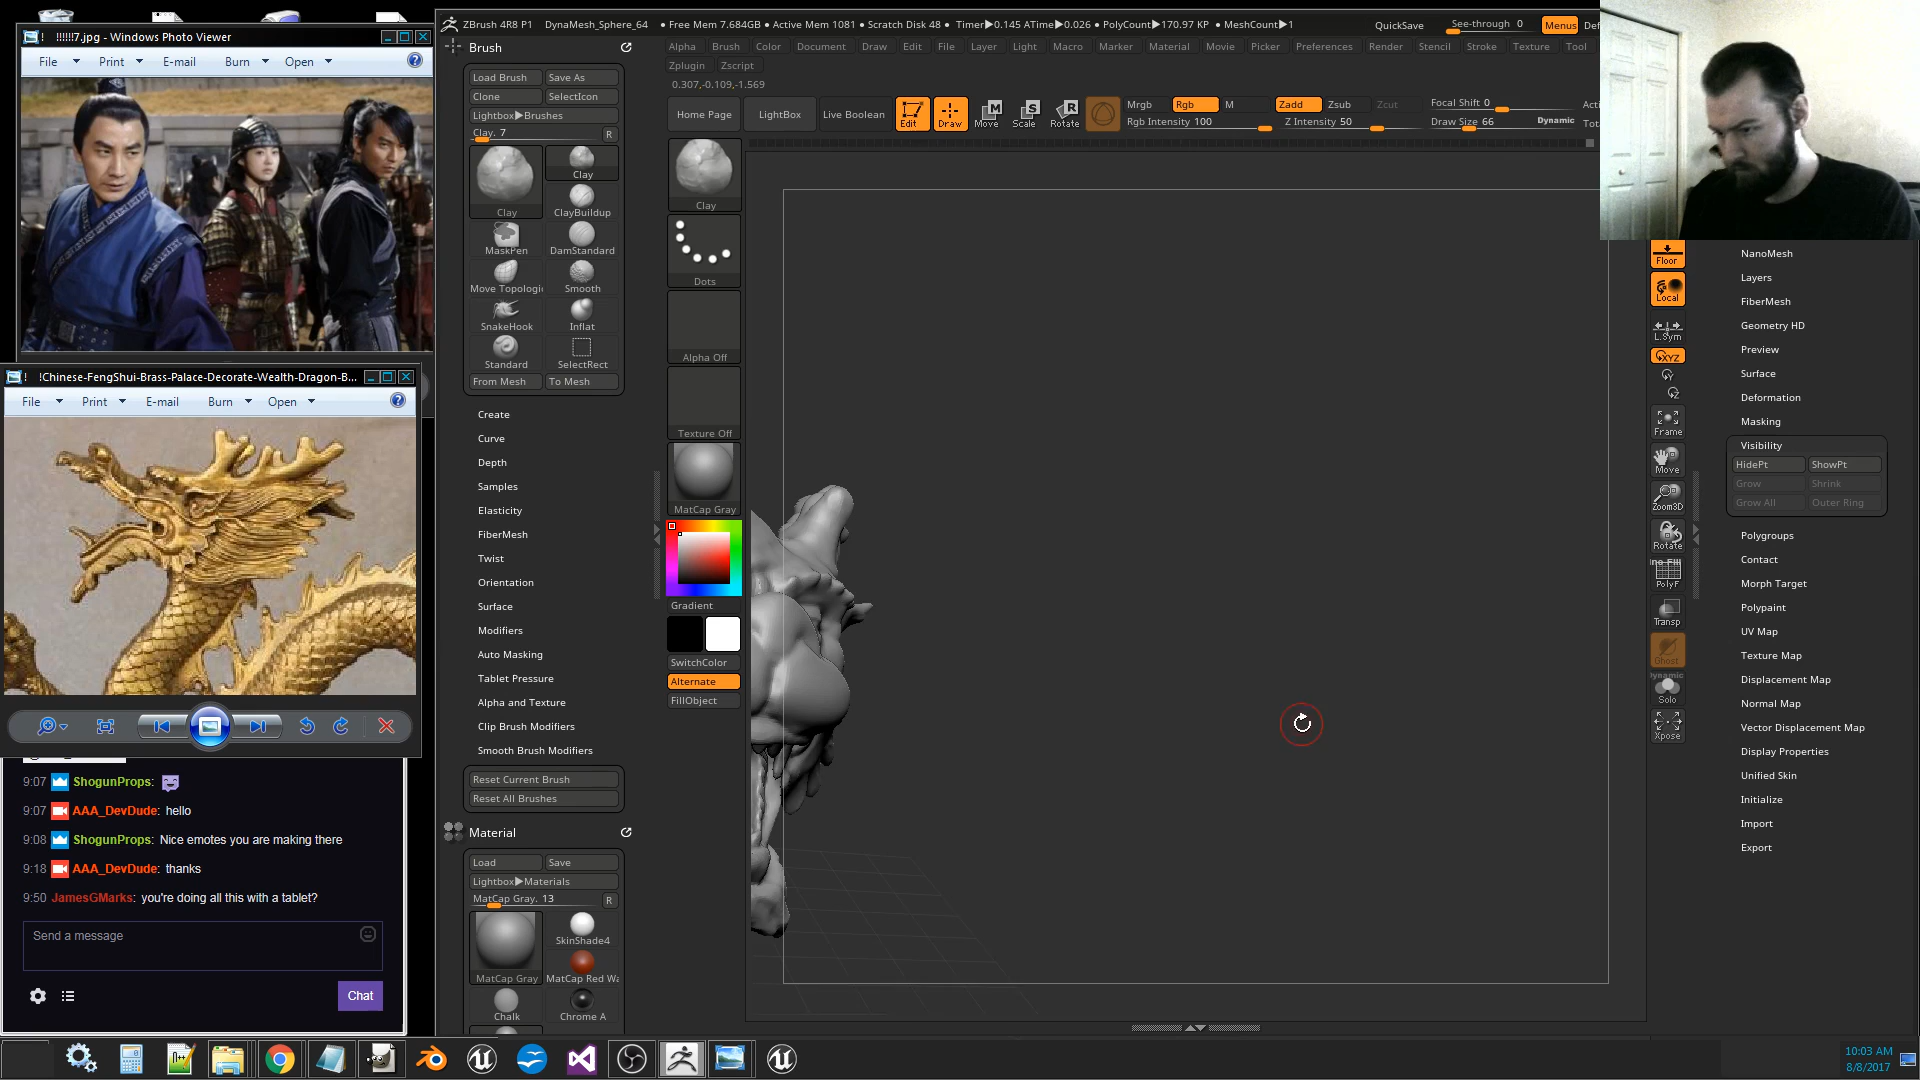 !  !!!!!!7.jpg - Windows Photo Viewer
File Print E-mail Burn Open
!  !Chinese-FengShui-Brass-Palace-Decorate-Wealth-Dragon-B...
File Print E-mail Burn Open
9:07 ShogunProps:
9:07 AAA_DevDude: hello
9:08 ShogunProps: Nice emotes you are making there
9:18 AAA_DevDude: thanks
9:50 JamesGMarks: you're doing all this with a tablet?
Send a message
Chat
ZBrush 4R8 P1 DynaMesh_Sphere_64 • Free Mem 7.684GB • Active Mem 1081 • Scratch Disk 48 • Timer▶0.145 ATime▶0.026 • PolyCount▶170.97 KP • MeshCount▶1
QuickSave See-through 0 Menus
Brush
Load Brush Save As
Clone SelectIcon
Lightbox▶Brushes
Clay. 7 R
Clay
Clay
ClayBuildup
MaskPen DamStandard
Move Topologi Smooth
SnakeHook Inflat
Standard SelectRect
From Mesh To Mesh
Create
Curve
Depth
Samples
Elasticity
FiberMesh
Twist
Orientation
Surface
Modifiers
Auto Masking
Tablet Pressure
Alpha and Texture
Clip Brush Modifiers
Smooth Brush Modifiers
Reset Current Brush
Reset All Brushes
Material
Load Save
Lightbox▶Materials
MatCap Gray. 13 R
SkinShade4
MatCap Gray MatCap Red Wa
Chalk Chrome A
Alpha Brush Color Document Draw Edit File Layer Light Macro Marker Material Movie Picker Preferences Render Stencil Stroke Texture Tool
Zplugin Zscript
0.307,-0.109,-1.569
Home Page LightBox Live Boolean Edit Draw Move Scale Rotate
Mrgb Rgb M Zadd Zsub Zcut Focal Shift 0
Rgb Intensity 100 Z Intensity 50 Draw Size 66 Dynamic
Clay
Dots
Alpha Off
Texture Off
MatCap Gray
Gradient
SwitchColor
Alternate
FillObject
Floor
Local
L.Sym
XYZ
Y
Z
Frame
Move
Zoom3D
Rotate
PolyF
Transp
Ghost
Dynamic
Solo
Xpose
NanoMesh
Layers
FiberMesh
Geometry HD
Preview
Surface
Deformation
Masking
Visibility
HidePt ShowPt
Grow Shrink
Grow All Outer Ring
Polygroups
Contact
Morph Target
Polypaint
UV Map
Texture Map
Displacement Map
Normal Map
Vector Displacement Map
Display Properties
Unified Skin
Initialize
Import
Export
10:03 AM
8/8/2017